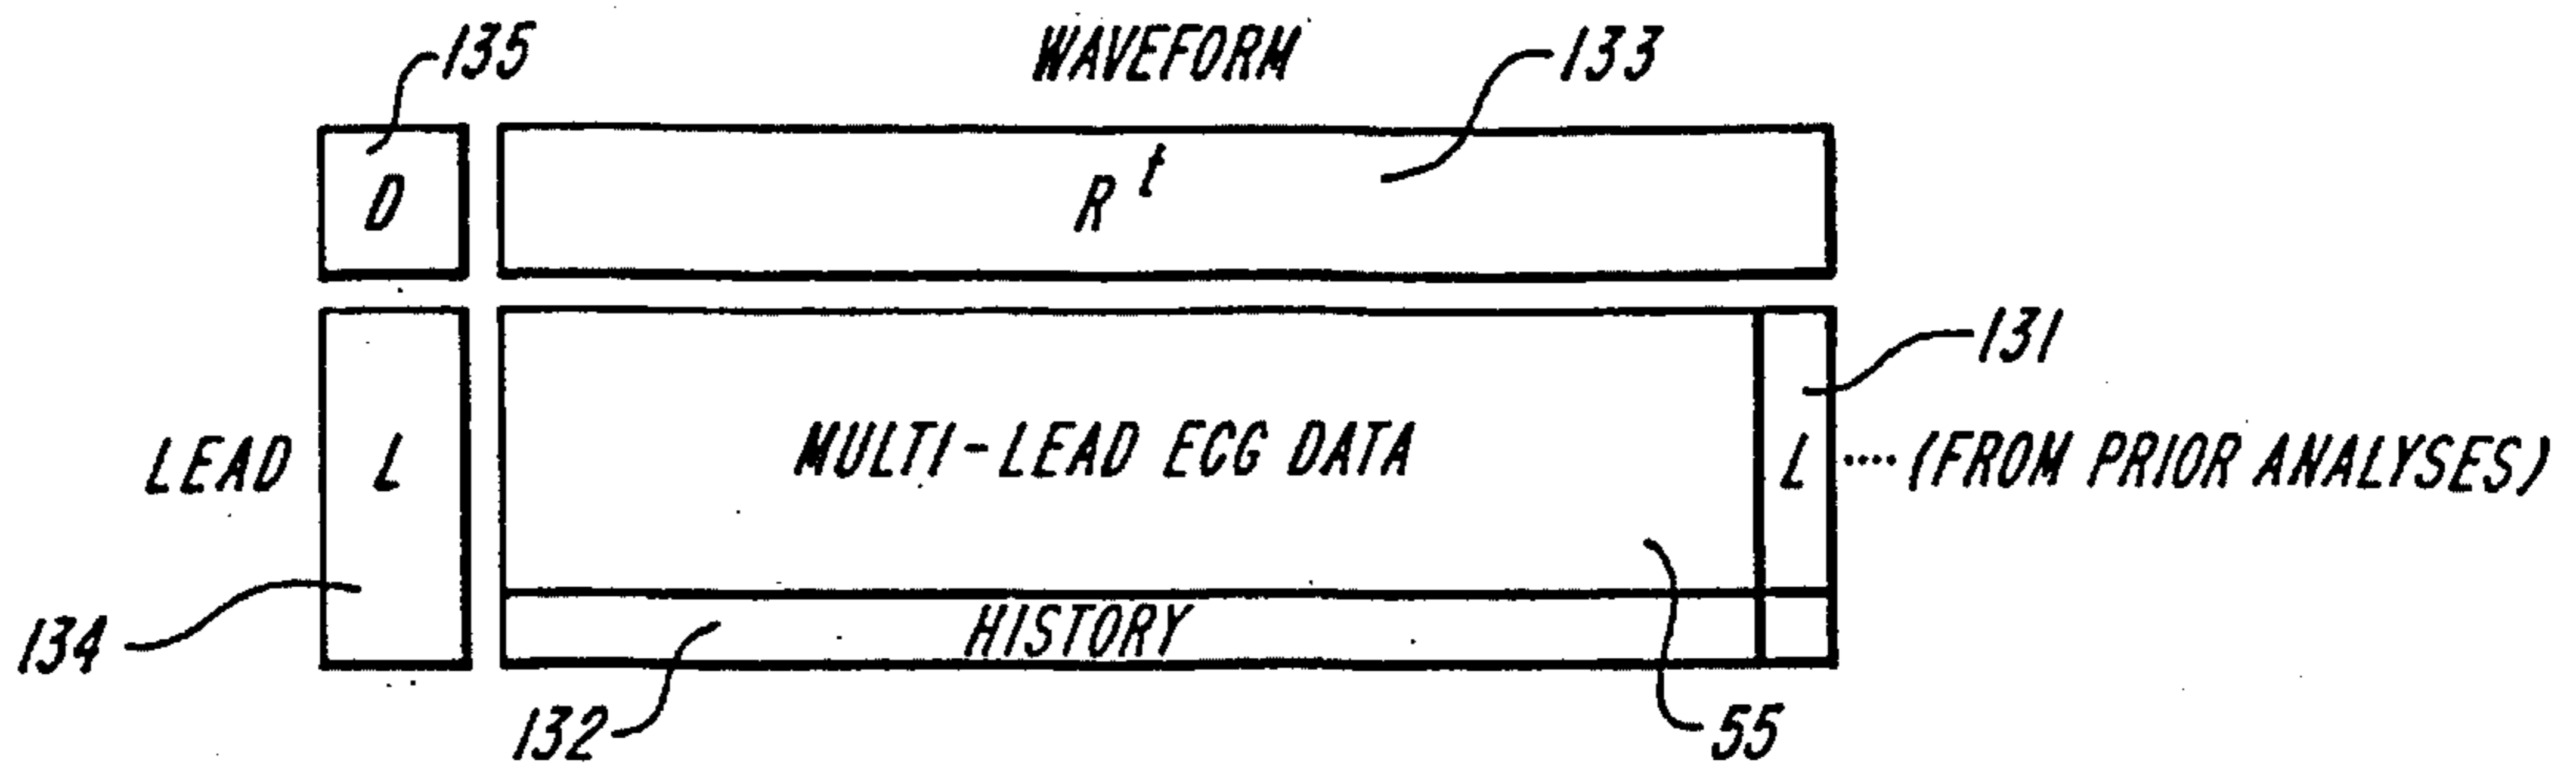 135
WAVEFORM
133
D
R^t
131
LEAD
L
MULTI-LEAD ECG DATA
L
.... (FROM PRIOR ANALYSES)
134
HISTORY
132
55